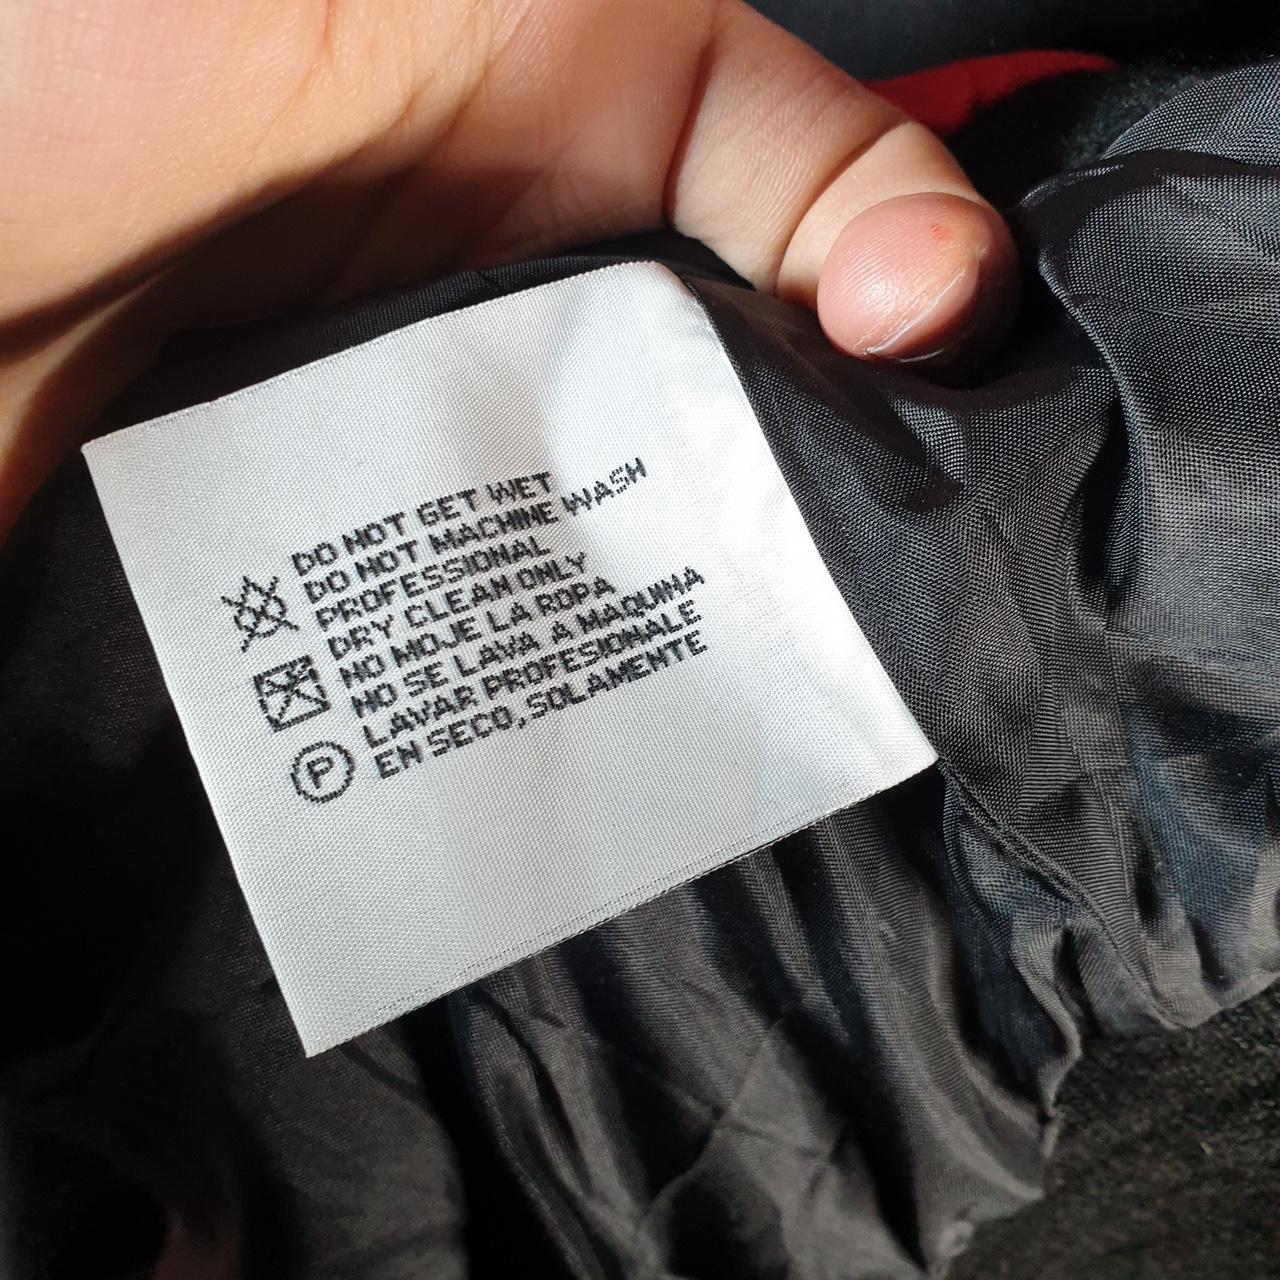 DO NOT GET WET
DO NOT MACHINE WASH
PROFESSIONAL
DRY CLEAN ONLY
NO MOJE LA ROPA
NO SE LAVA A MAQUINA
LAVAR PROFESIONALE
EN SECO, SOLAMENTE
P